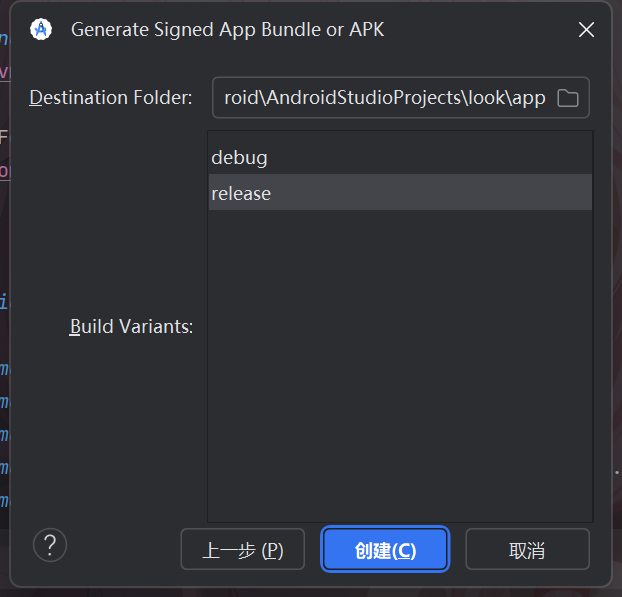 Generate Signed App Bundle or APK
Destination Folder: roid\AndroidStudioProjects\look\app
debug
release
Build Variants:
?
上一步 (P)
创建(C)
取消